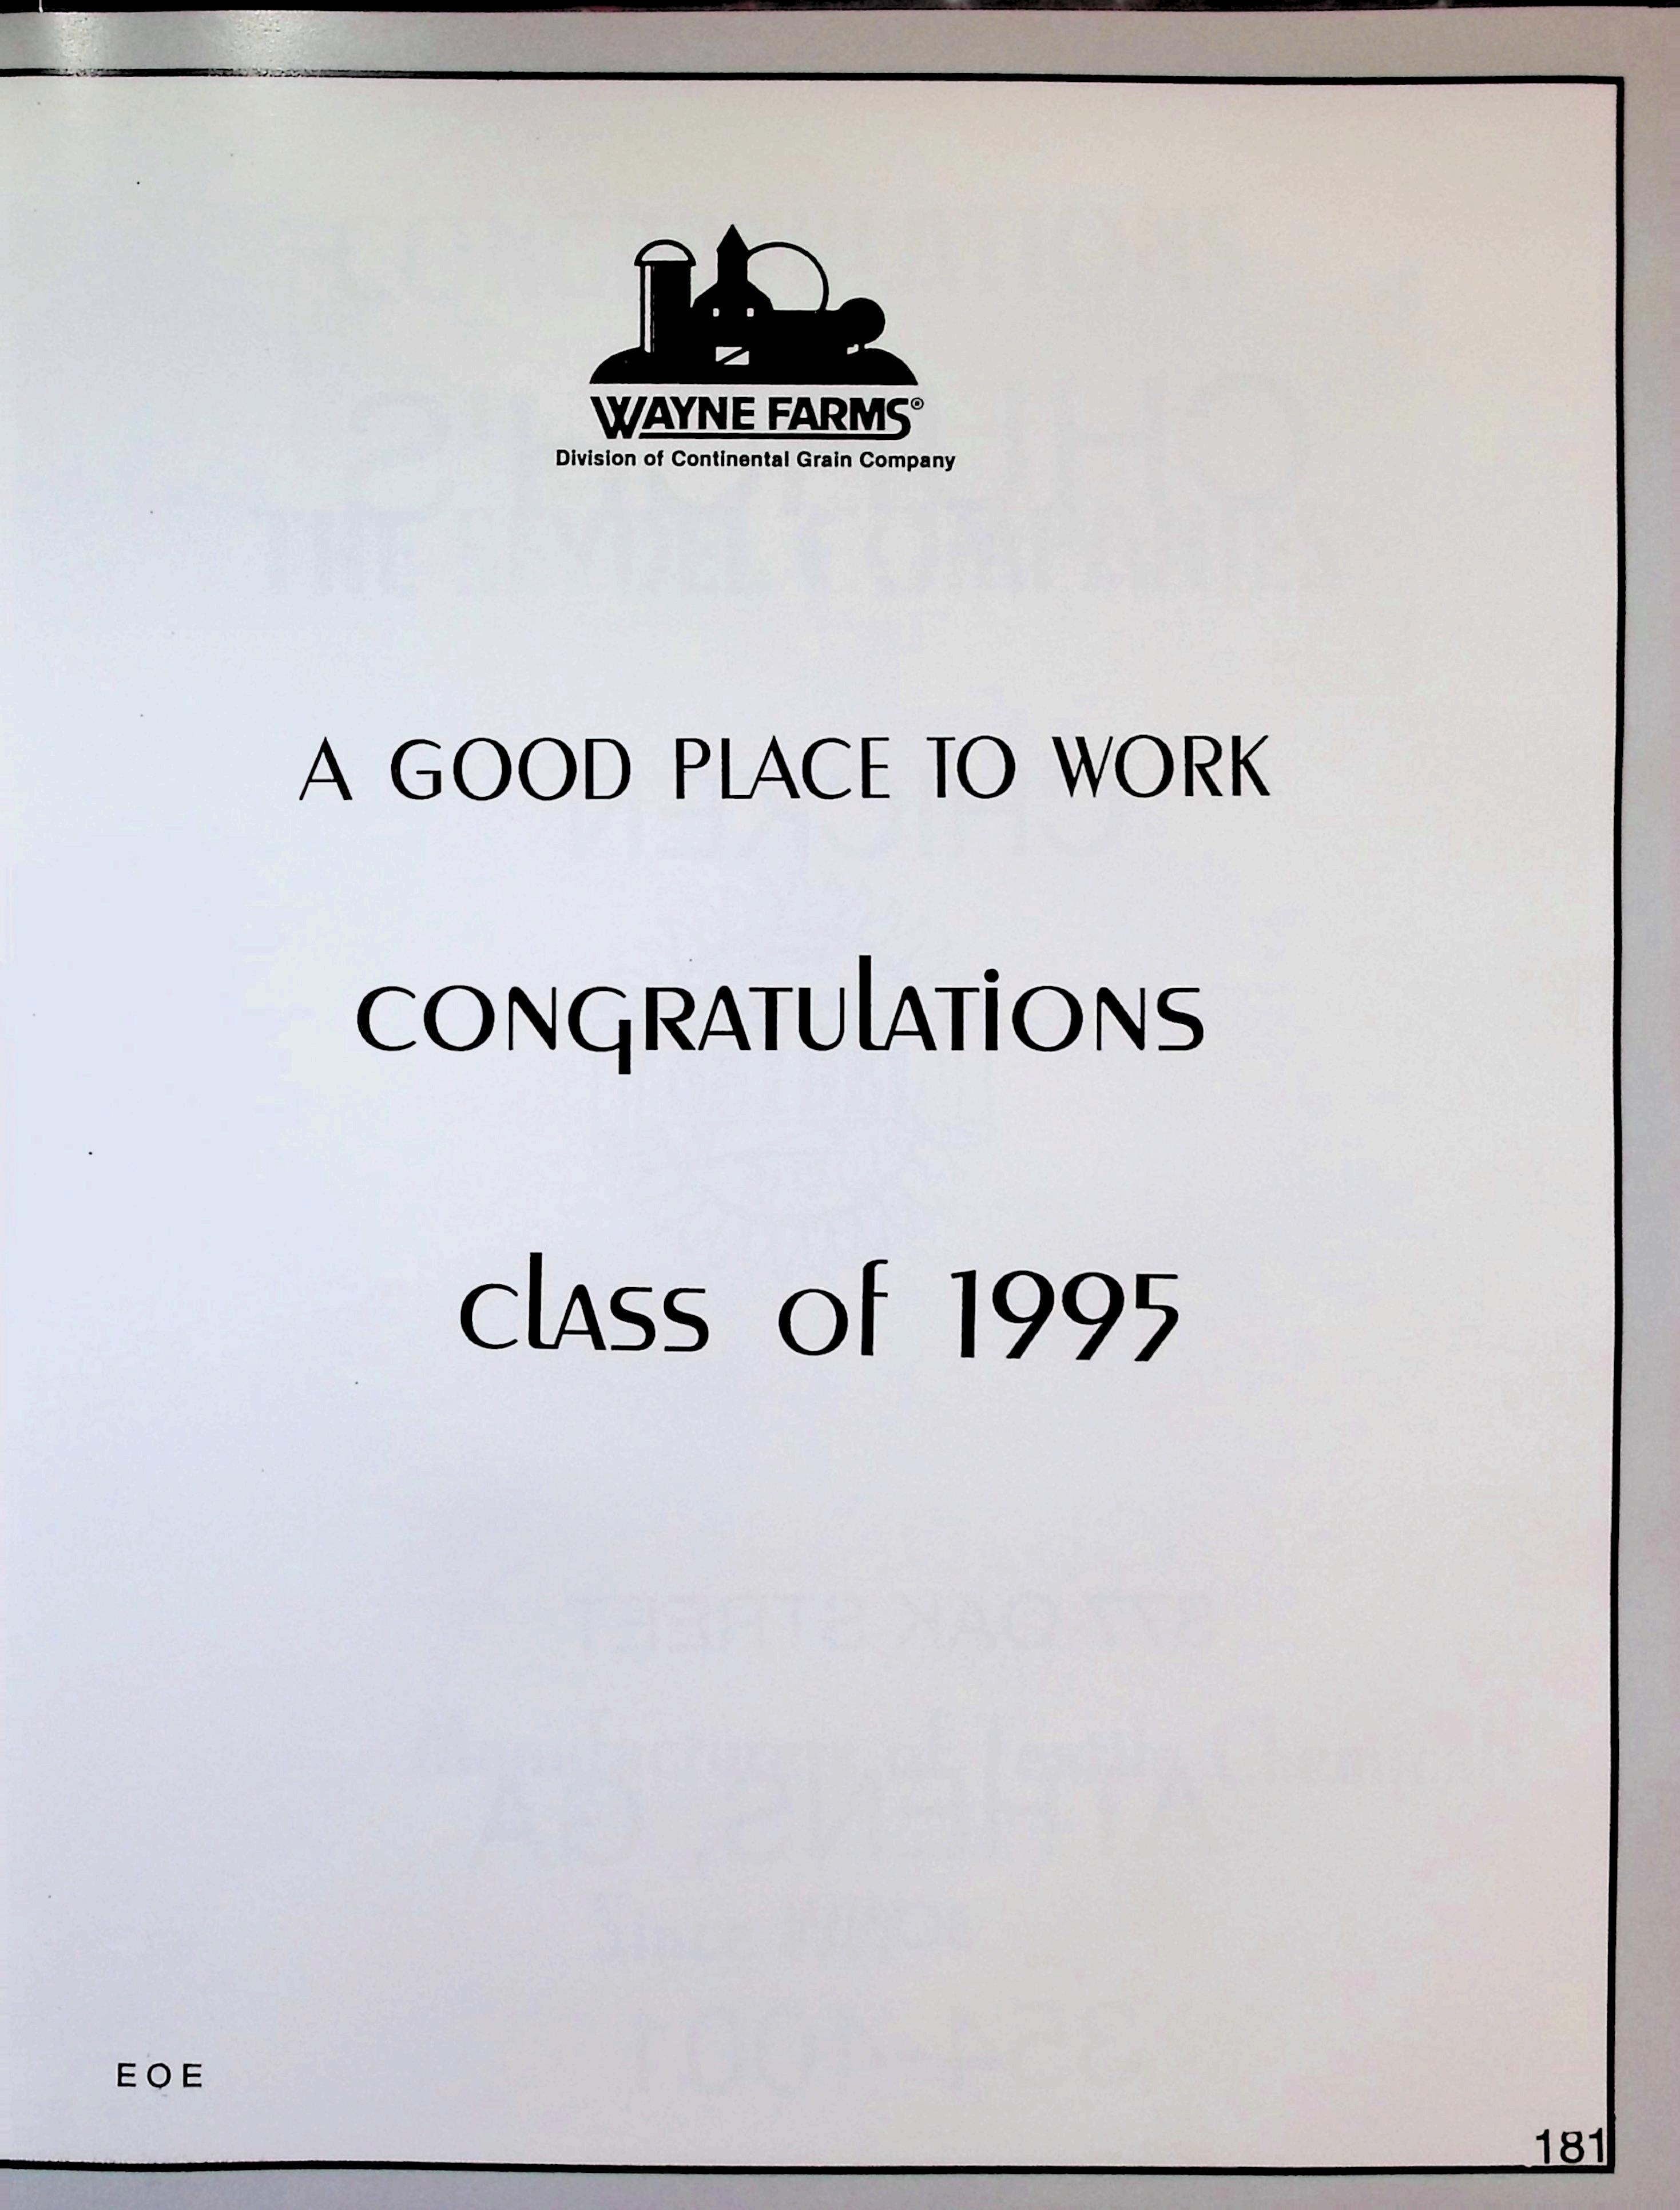 WAYNE FARMS®
Division of Continental Grain Company
A GOOD PLACE TO WORK
CONGRATUlATiONS
clASS of 1995
EOE
181